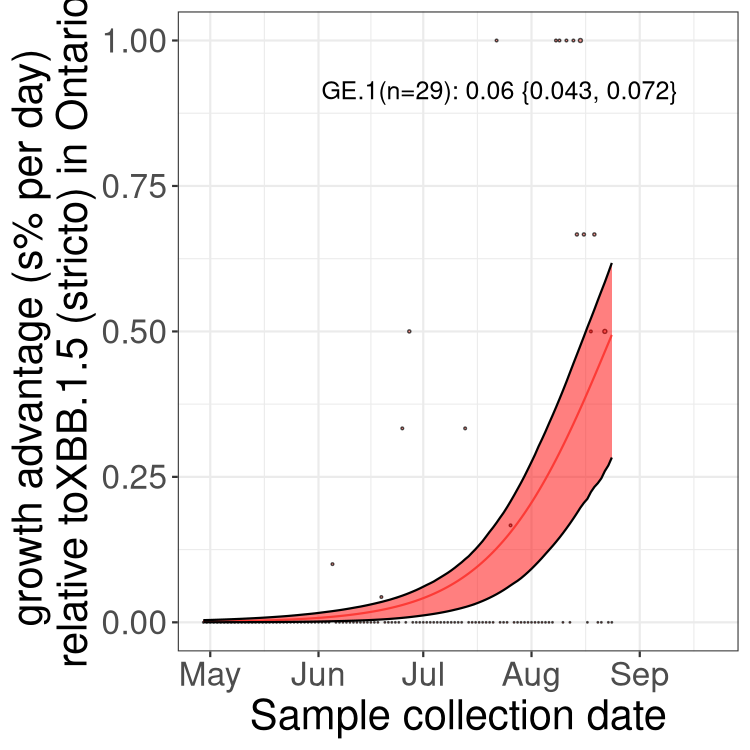 growth advantage (s% per day)
relative toXBB.1.5 (stricto) in Ontario
1.00
0.75
0.50
0.25
0.00
GE.1(n=29): 0.06 {0.043, 0.072}
May Jun Jul Aug Sep
Sample collection date